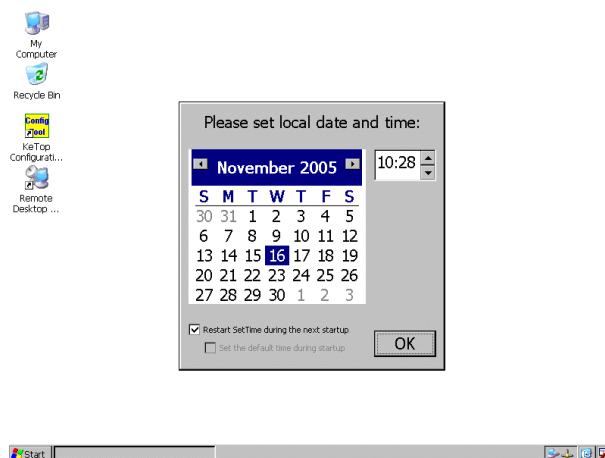 My
Computer
Recycle Bin
Config
Tool
KeTop
Configurati...
Remote
Desktop ...
Please set local date and time:
November 2005
10:28
S M T W T F S
30 31 1 2 3 4 5
6 7 8 9 10 11 12
13 14 15 16 17 18 19
20 21 22 23 24 25 26
27 28 29 30 1 2 3
Restart SetTime during the next startup
Set the default time during startup
OK
Start